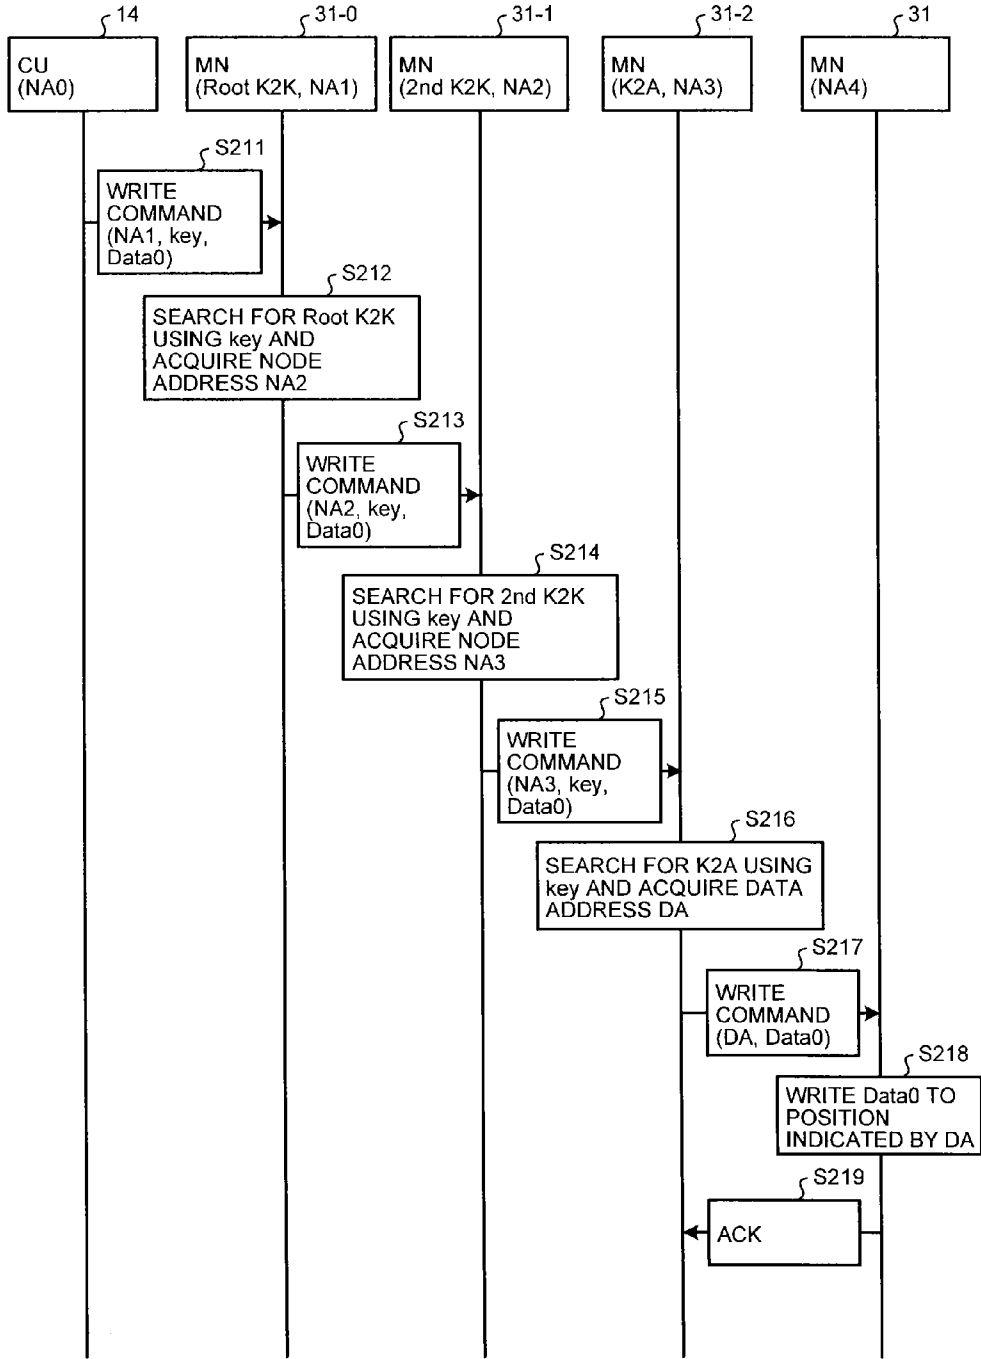 14
31-0
31-1
31-2
31
CU
(NA0)
MN
(Root K2K, NA1)
MN
(2nd K2K, NA2)
MN
(K2A, NA3)
MN
(NA4)
S211
WRITE
COMMAND
(NA1, key,
Data0)
S212
SEARCH FOR Root K2K
USING key AND
ACQUIRE NODE
ADDRESS NA2
S213
WRITE
COMMAND
(NA2, key,
Data0)
S214
SEARCH FOR 2nd K2K
USING key AND
ACQUIRE NODE
ADDRESS NA3
S215
WRITE
COMMAND
(NA3, key,
Data0)
S216
SEARCH FOR K2A USING
key AND ACQUIRE DATA
ADDRESS DA
S217
WRITE
COMMAND
(DA, Data0)
S218
WRITE Data0 TO
POSITION
INDICATED BY DA
S219
ACK